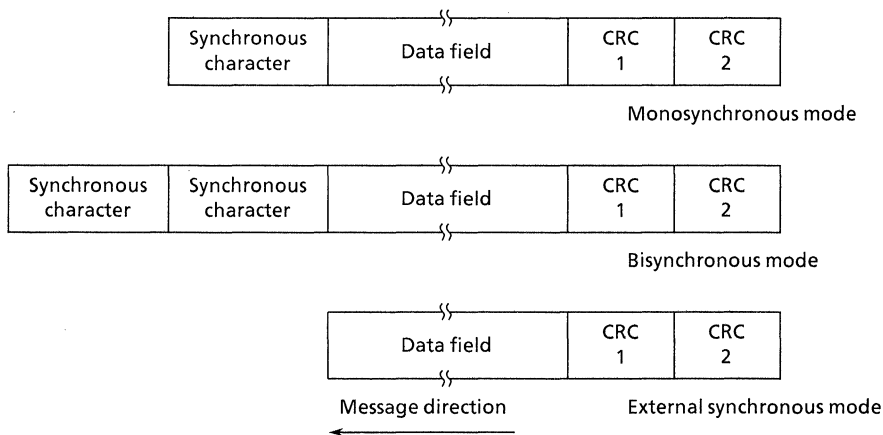 Synchronous
character
Data field
CRC
1
CRC
2
Monosynchronous mode
Synchronous
character
Synchronous
character
Data field
CRC
1
CRC
2
Bisynchronous mode
Data field
CRC
1
CRC
2
Message direction
External synchronous mode